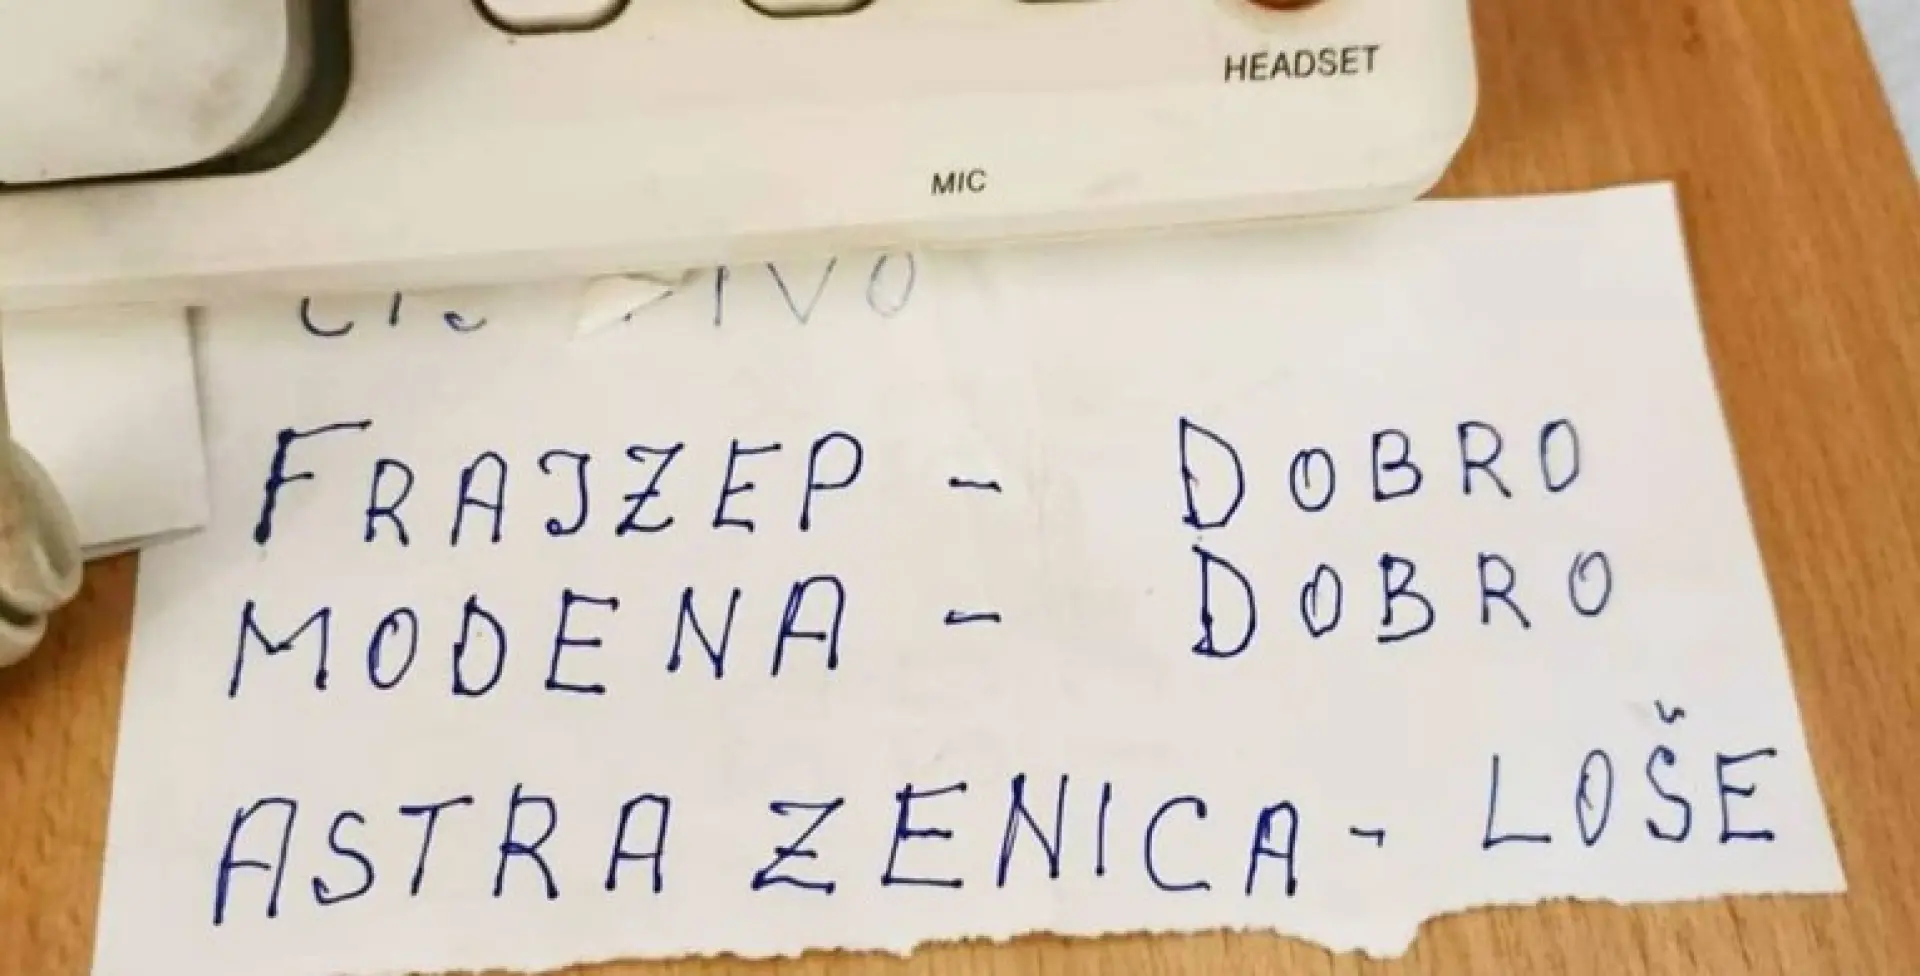 HEADSET
MIC
FRAJZEP - DOBRO
MODENA - DOBRO
ASTRA ZENICA - LOŠE